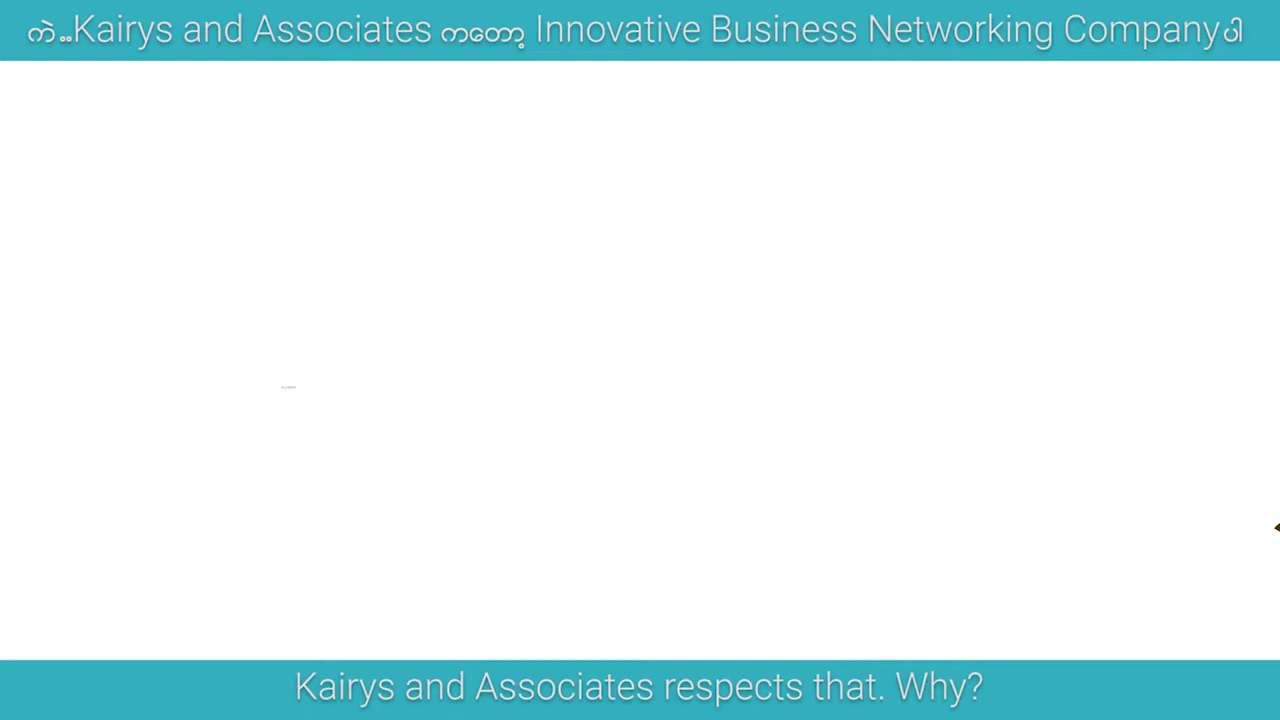 ကဲ..Kairys and Associates ကတော့ Innovative Business Networking Companyပါ
Kairys and Associates respects that. Why?